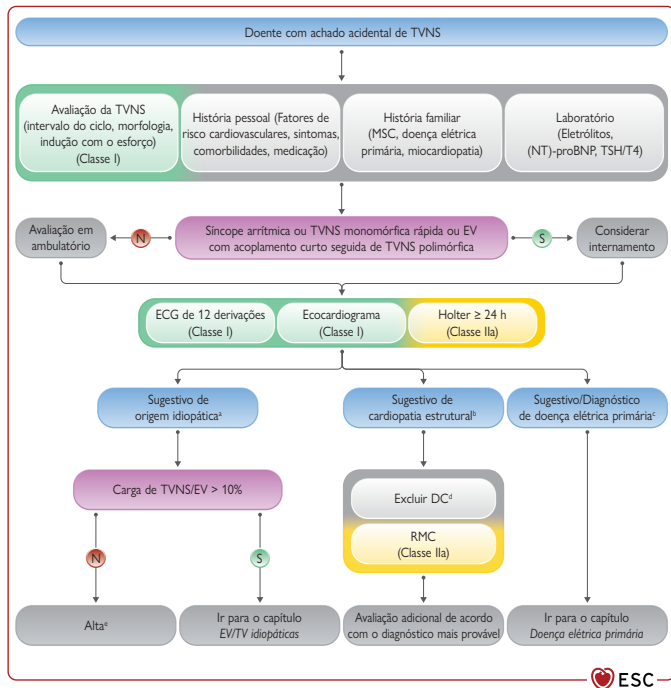 Doente com achado acidental de TVNS
Avaliação da TVNS
(intervalo do ciclo, morfologia,
indução com o esforço)
(Classe I)
História pessoal (Fatores de
risco cardiovasculares, sintomas,
comorbilidades, medicação)
História familiar
(MSC, doença elétrica
primária, miocardiopatia)
Laboratório
(Eletrólitos,
(NT)-proBNP, TSH/T4)
Avaliação em
ambulatório
N
Síncope arrítmica ou TVNS monomórfica rápida ou EV
com acoplamento curto seguida de TVNS polimórfica
S
Considerar
internamento
ECG de 12 derivações
(Classe I)
Ecocardiograma
(Classe I)
Holter ≥ 24 h
(Classe IIa)
Sugestivo de
origem idiopáticaᵃ
Sugestivo de
cardiopatia estruturalᵇ
Sugestivo/Diagnóstico
de doença elétrica primáriaᶜ
Carga de TVNS/EV > 10%
Excluir DCᵈ
RMC
(Classe IIa)
N
S
Altaᵉ
Ir para o capítulo
EV/TV idiopáticas
Avaliação adicional de acordo
com o diagnóstico mais provável
Ir para o capítulo
Doença elétrica primária
ESC